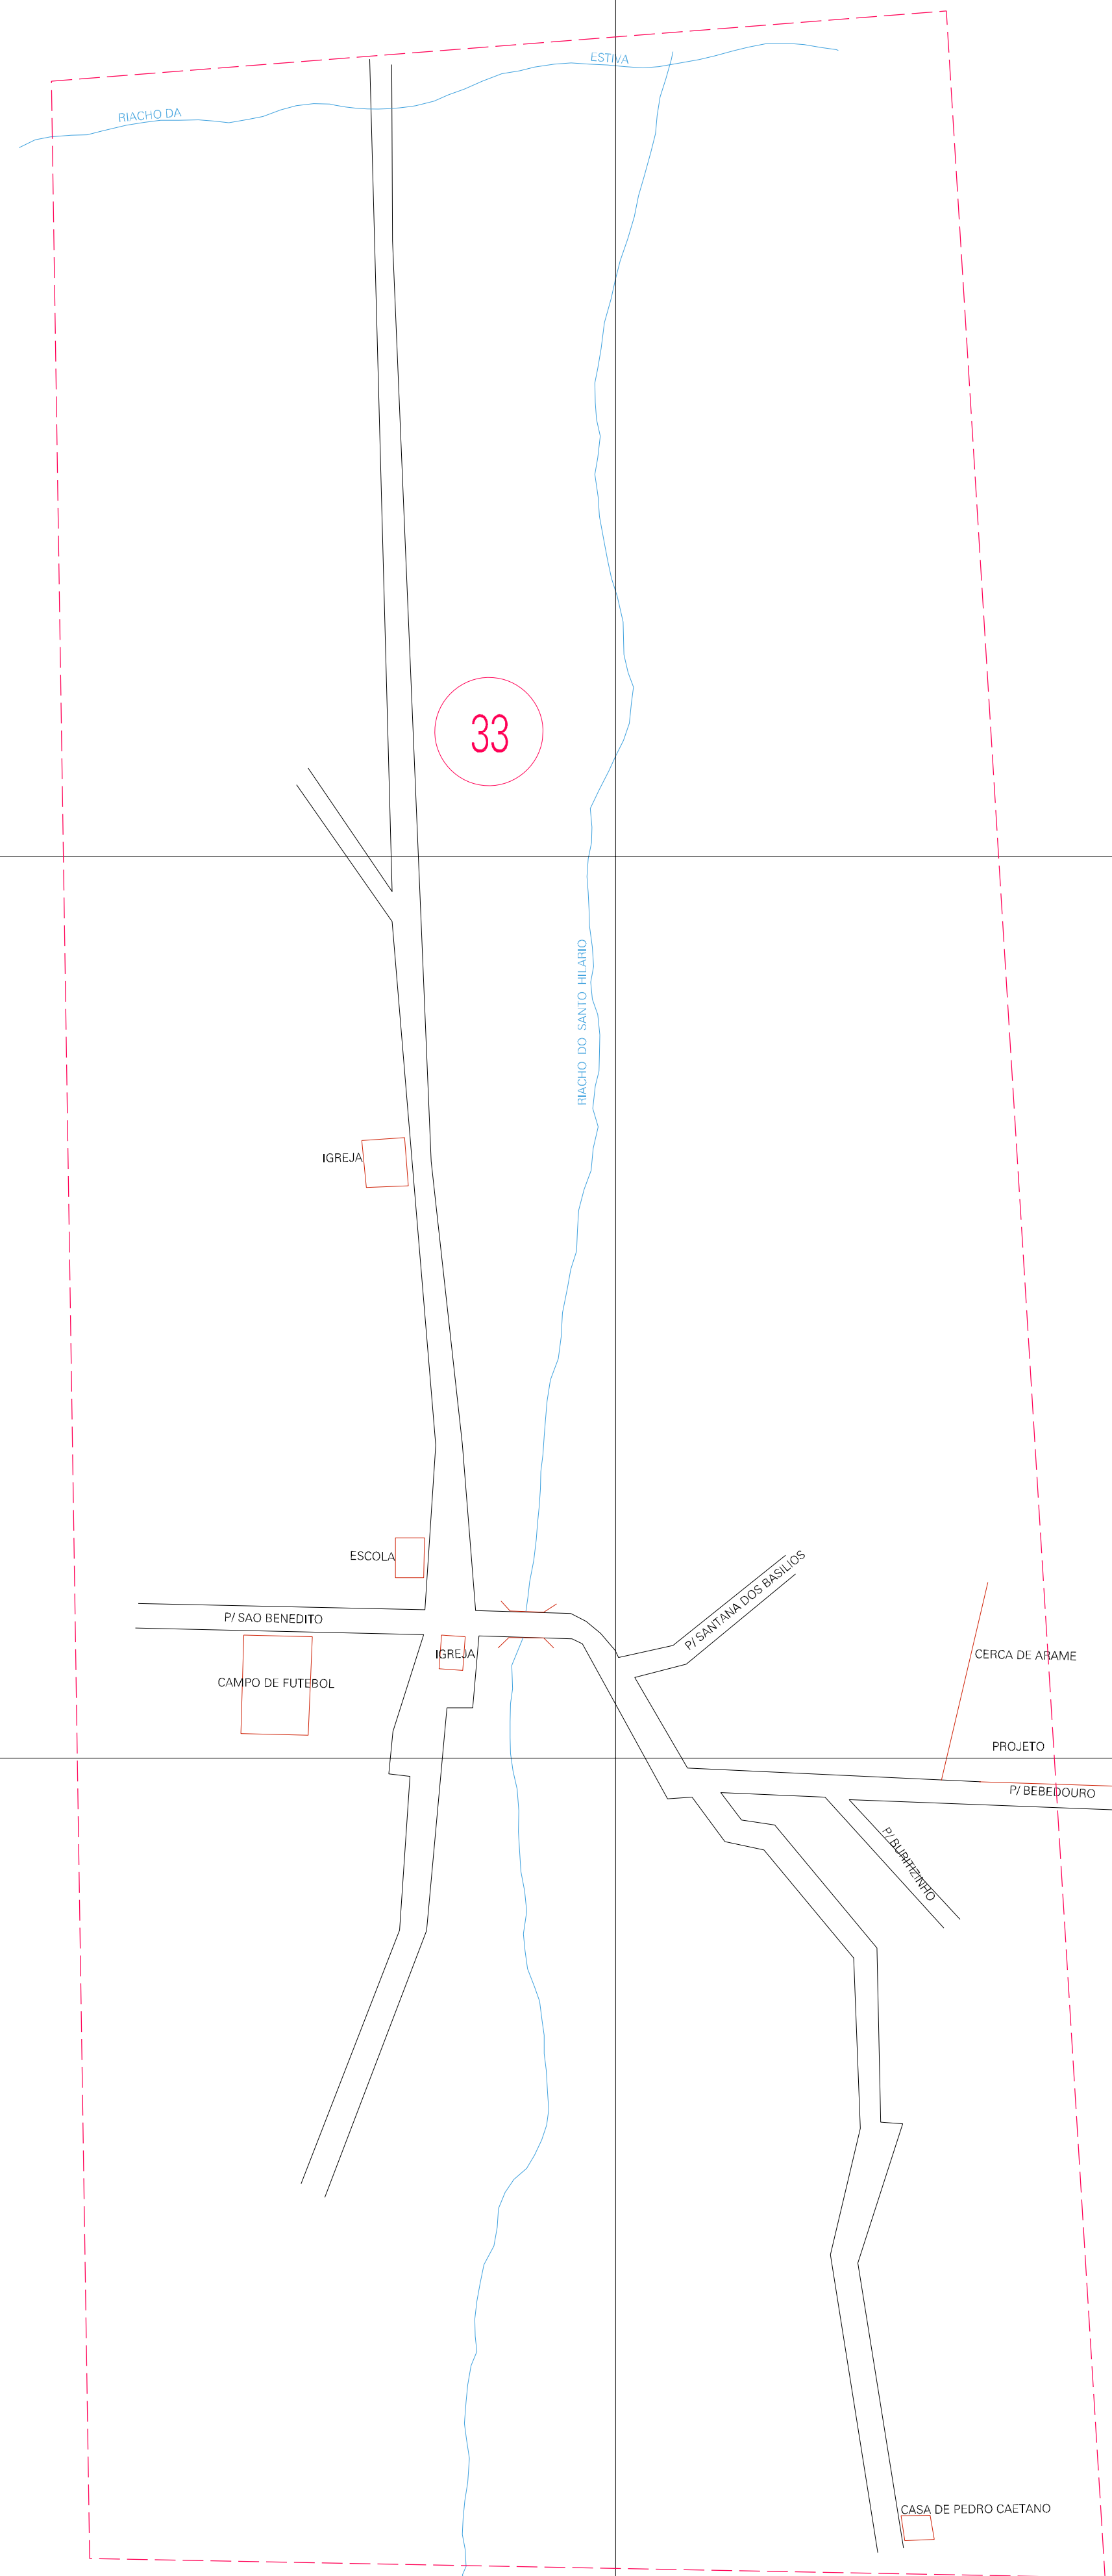 ESTIVA
RIACHO DA
33
RIACHO DO SANTO HILARIO
IGREJA
ESCOLA
P/ SANTANA DOS BASILIOS
P/ SAO BENEDITO
IGREJA
CERCA DE ARAME
CAMPO DE FUTEBOL
PROJETO
P/ BEBEDOURO
P/ BURITIZINHO
CASA DE PEDRO CAETANO